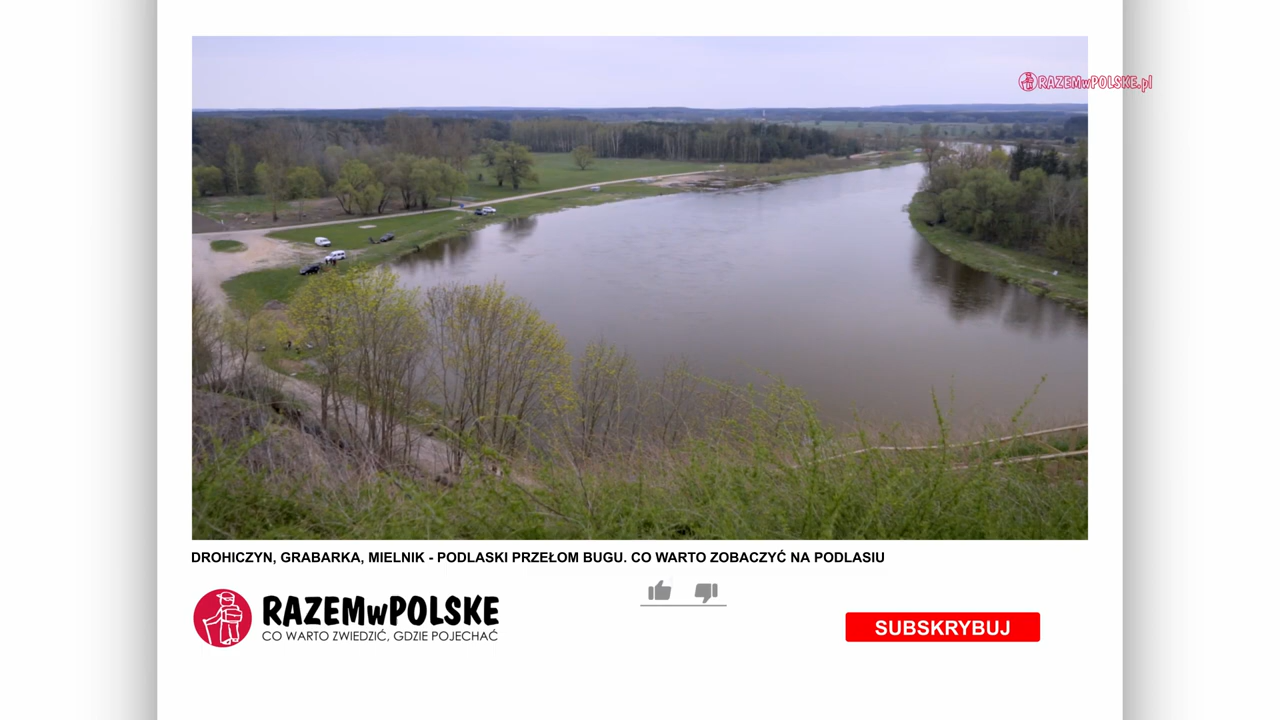 RAZEMwPOLSKE.pl
DROHICZYN, GRABARKA, MIELNIK - PODLASKI PRZEŁOM BUGU. CO WARTO ZOBACZYĆ NA PODLASIU
RAZEMwPOLSKE
CO WARTO ZWIEDZIĆ, GDZIE POJECHAĆ
SUBSKRYBUJ